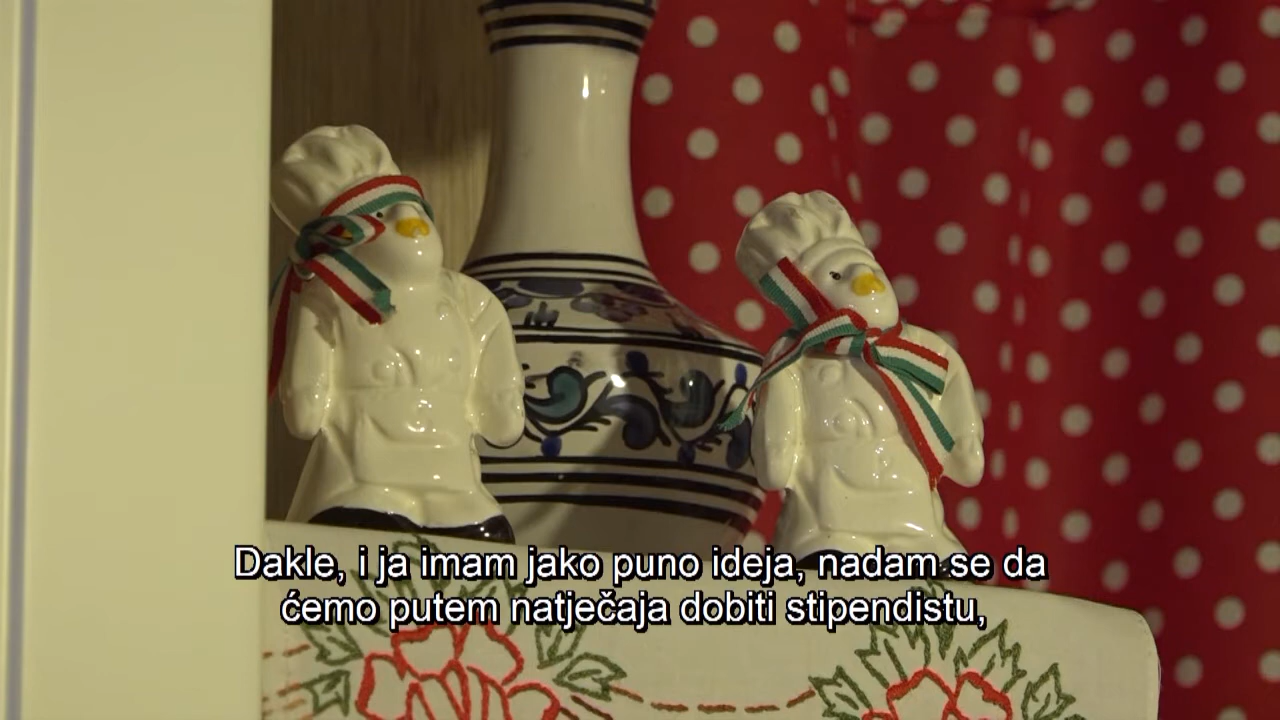 Dakle, i ja imam jako puno ideja, nadam se da
ćemo putem natječaja dobiti stipendistu,